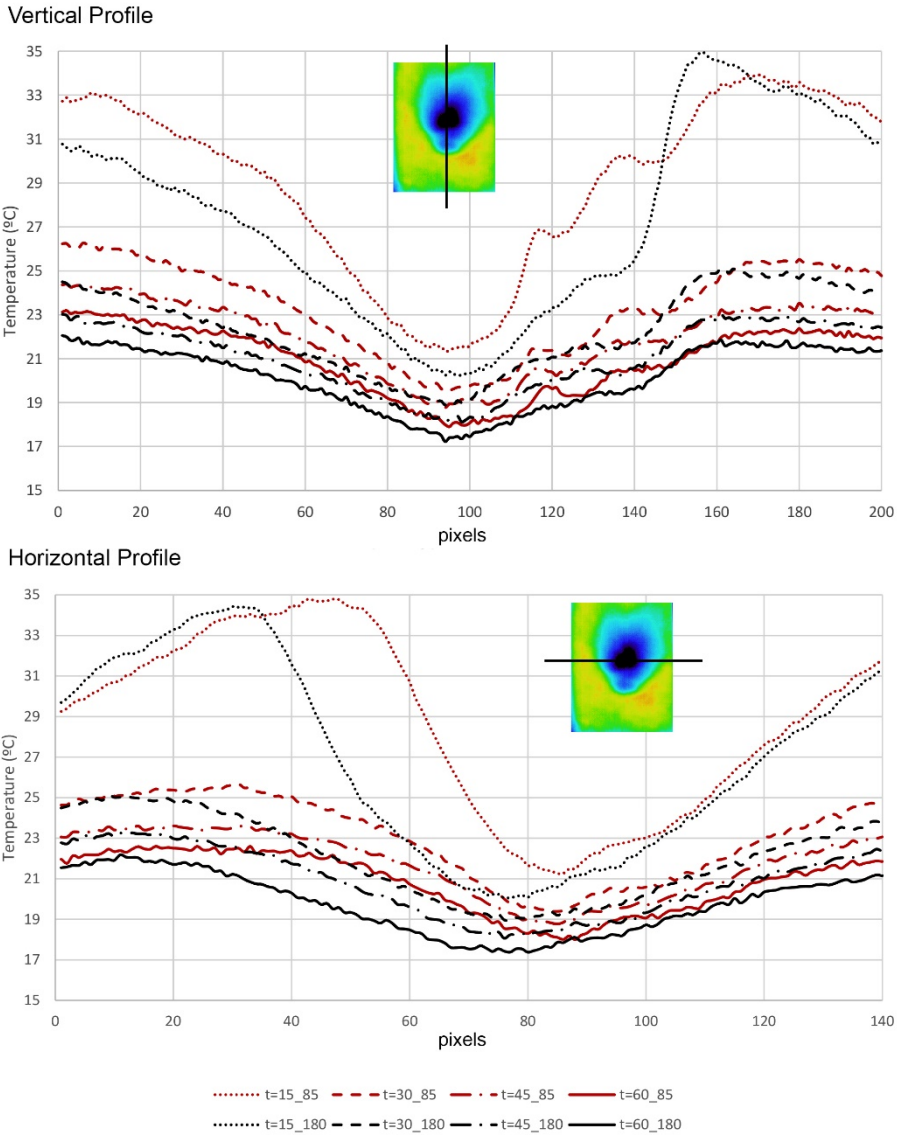 Vertical Profile
35
33
31
29
27
25
23
21
19
17
15
Temperature (ºC)
0 20 40 60 80 100 120 140 160 180 200
pixels
Horizontal Profile
35
33
31
29
27
25
23
21
19
17
15
Temperature (ºC)
0 20 40 60 80 100 120 140
pixels
t=15_85 t=30_85 t=45_85 t=60_85
t=15_180 t=30_180 t=45_180 t=60_180